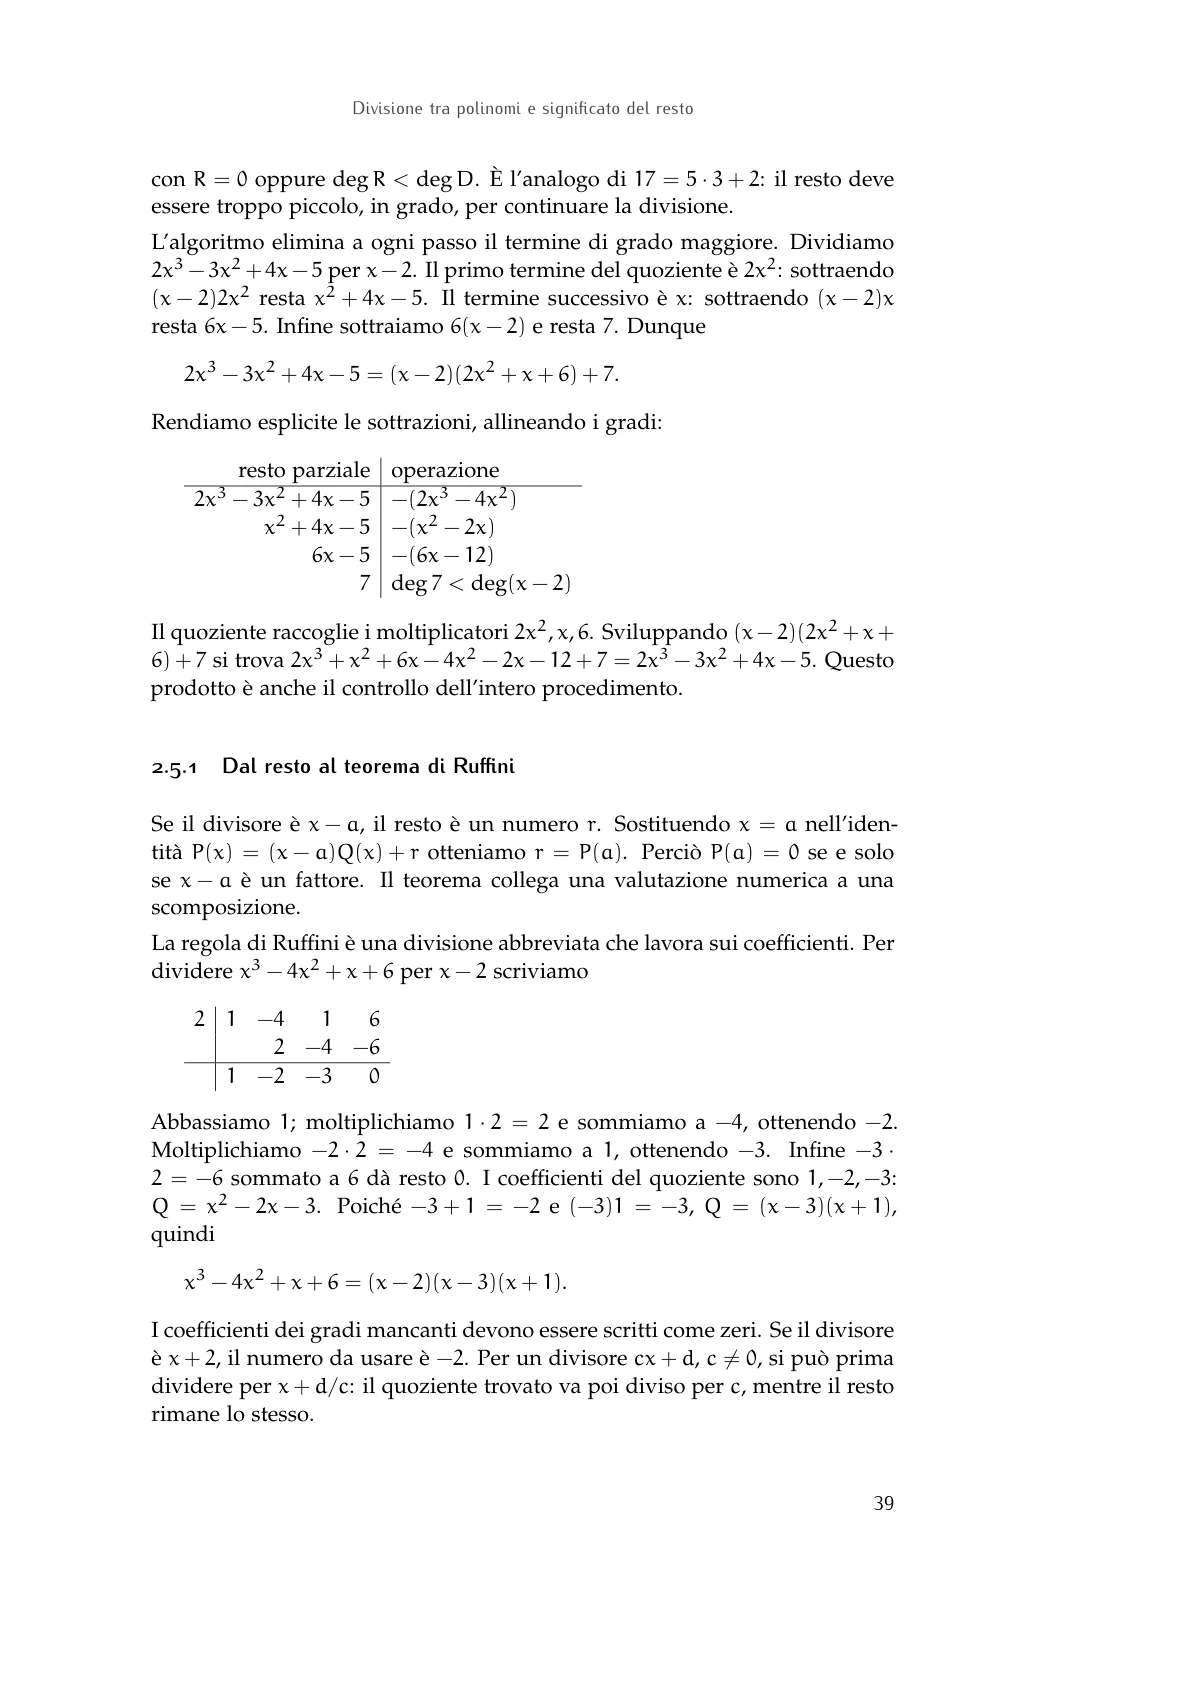 Divisione tra polinomi e significato del resto
con R = 0 oppure deg R < deg D. È l'analogo di 17 = 5 · 3 + 2: il resto deve
essere troppo piccolo, in grado, per continuare la divisione.
L'algoritmo elimina a ogni passo il termine di grado maggiore. Dividiamo
2x³ − 3x² + 4x − 5 per x − 2. Il primo termine del quoziente è 2x²: sottraendo
(x − 2)2x² resta x² + 4x − 5. Il termine successivo è x: sottraendo (x − 2)x
resta 6x − 5. Infine sottraiamo 6(x − 2) e resta 7. Dunque
2x³ − 3x² + 4x − 5 = (x − 2)(2x² + x + 6) + 7.
Rendiamo esplicite le sottrazioni, allineando i gradi:
resto parziale | operazione
2x³ − 3x² + 4x − 5 | −(2x³ − 4x²)
x² + 4x − 5 | −(x² − 2x)
6x − 5 | −(6x − 12)
7 | deg 7 < deg(x − 2)
Il quoziente raccoglie i moltiplicatori 2x², x, 6. Sviluppando (x − 2)(2x² + x +
6) + 7 si trova 2x³ + x² + 6x − 4x² − 2x − 12 + 7 = 2x³ − 3x² + 4x − 5. Questo
prodotto è anche il controllo dell'intero procedimento.
2.5.1 Dal resto al teorema di Ruffini
Se il divisore è x − a, il resto è un numero r. Sostituendo x = a nell'iden-
tità P(x) = (x − a)Q(x) + r otteniamo r = P(a). Perciò P(a) = 0 se e solo
se x − a è un fattore. Il teorema collega una valutazione numerica a una
scomposizione.
La regola di Ruffini è una divisione abbreviata che lavora sui coefficienti. Per
dividere x³ − 4x² + x + 6 per x − 2 scriviamo
2 | 1 −4 1 6
2 −4 −6
1 −2 −3 0
Abbassiamo 1; moltiplichiamo 1 · 2 = 2 e sommiamo a −4, ottenendo −2.
Moltiplichiamo −2 · 2 = −4 e sommiamo a 1, ottenendo −3. Infine −3 ·
2 = −6 sommato a 6 dà resto 0. I coefficienti del quoziente sono 1, −2, −3:
Q = x² − 2x − 3. Poiché −3 + 1 = −2 e (−3)1 = −3, Q = (x − 3)(x + 1),
quindi
x³ − 4x² + x + 6 = (x − 2)(x − 3)(x + 1).
I coefficienti dei gradi mancanti devono essere scritti come zeri. Se il divisore
è x + 2, il numero da usare è −2. Per un divisore cx + d, c ≠ 0, si può prima
dividere per x + d/c: il quoziente trovato va poi diviso per c, mentre il resto
rimane lo stesso.
39